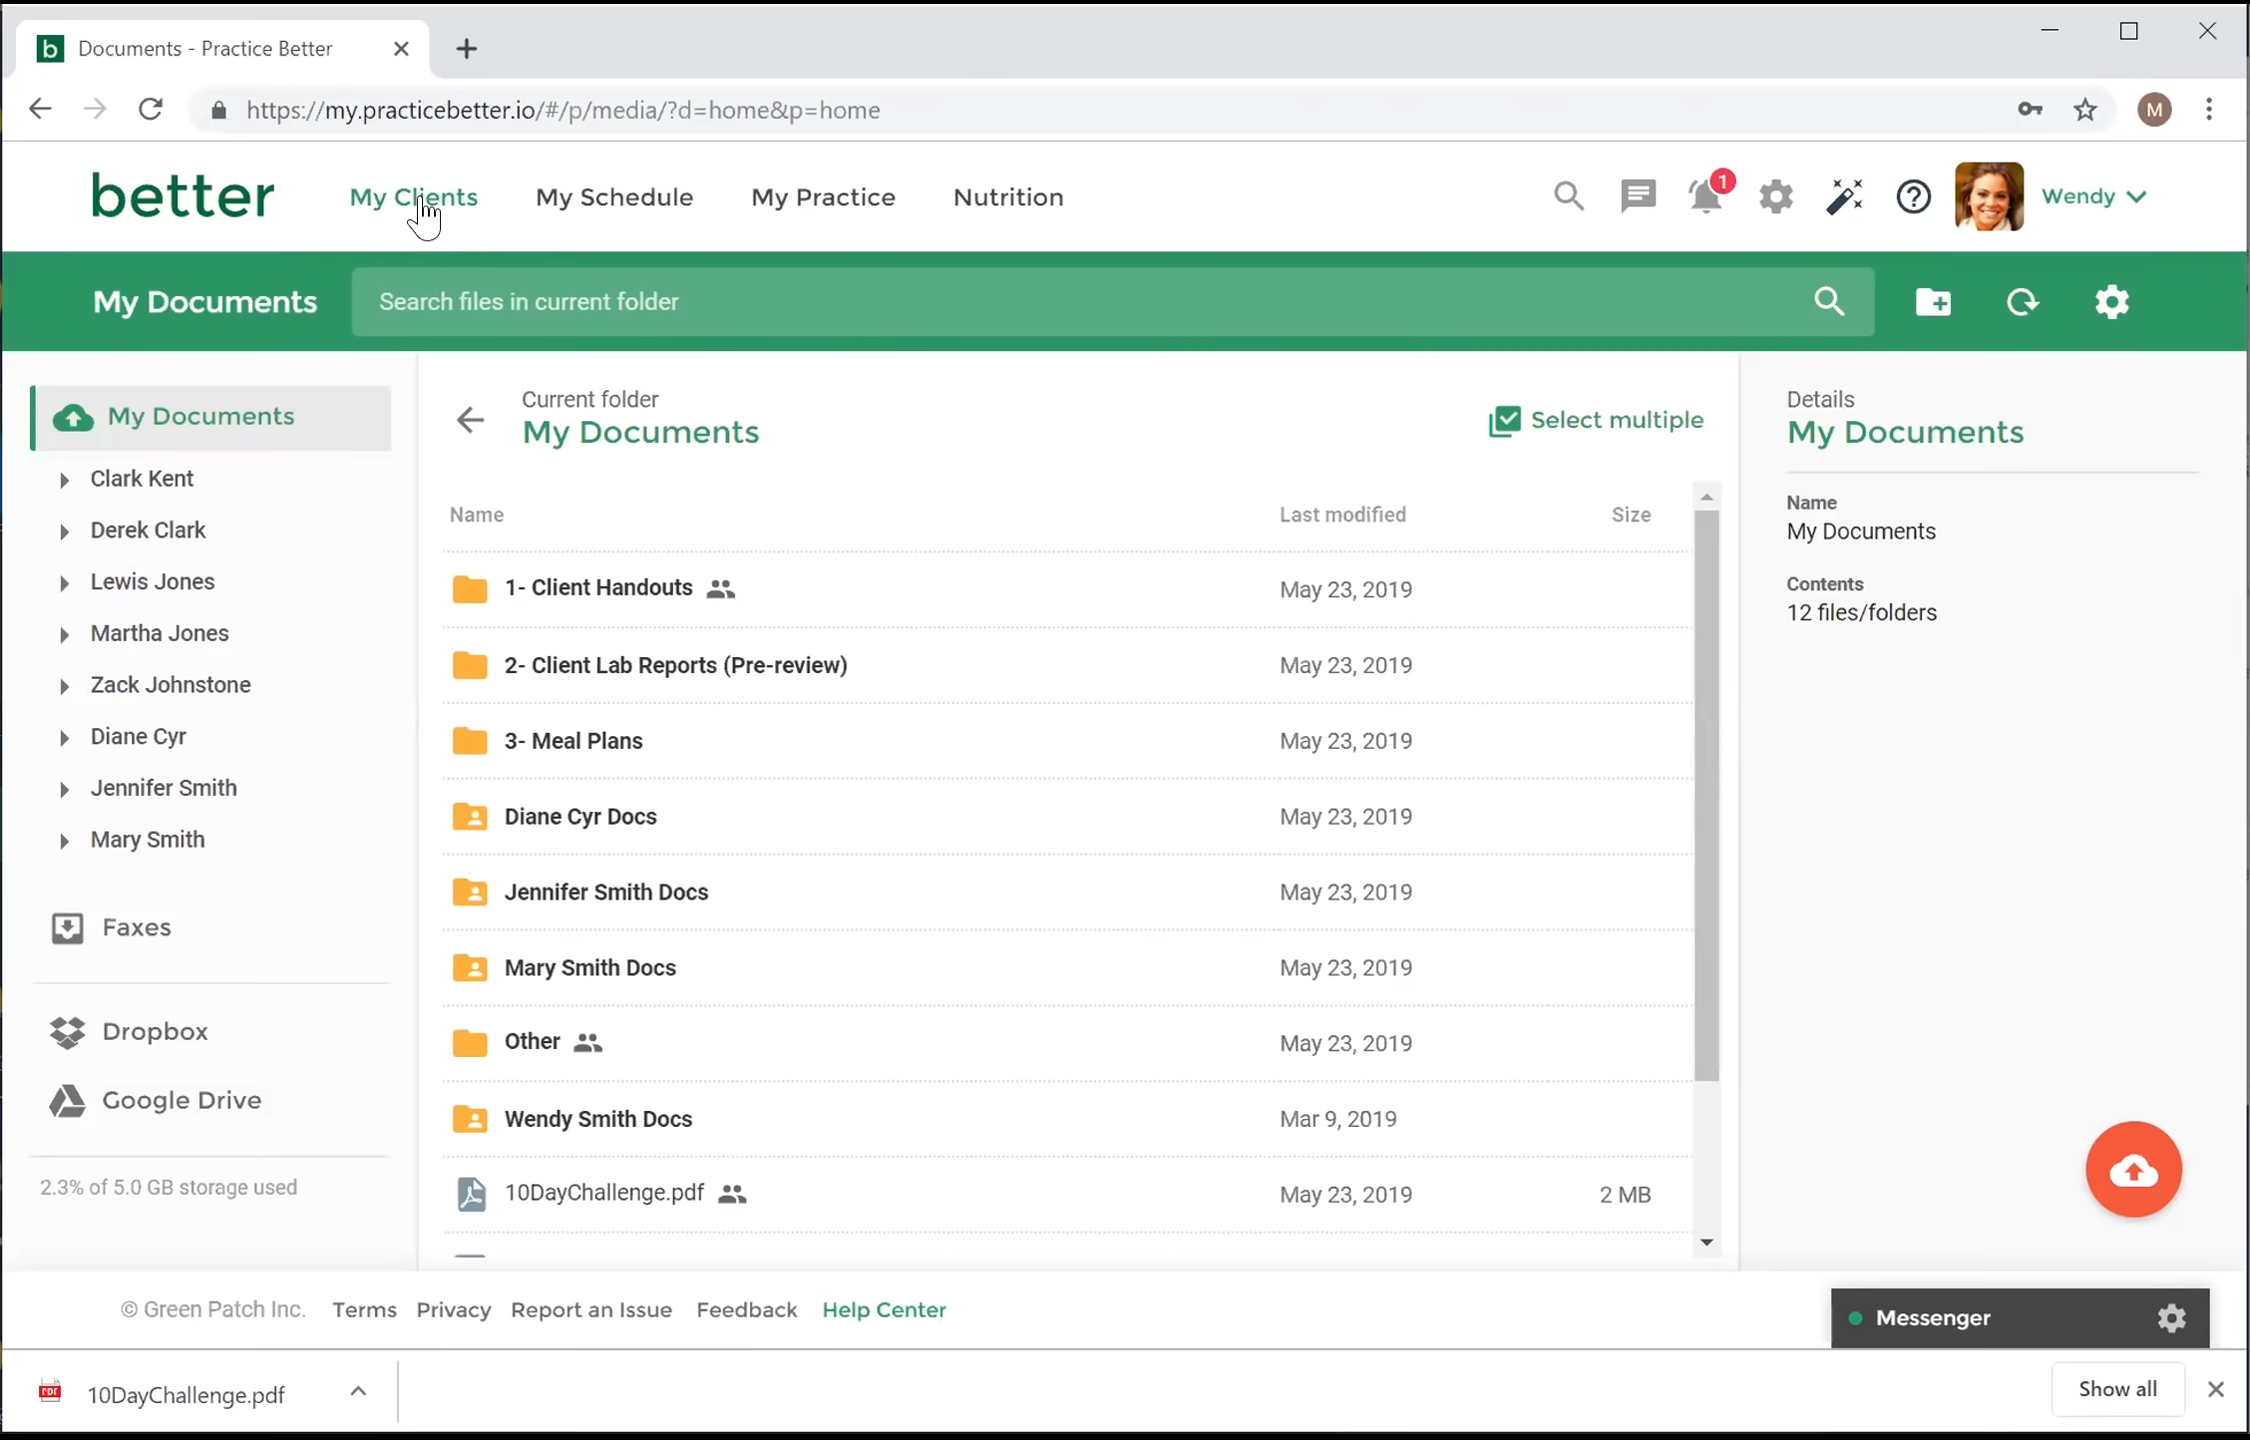 Documents - Practice Better
https://my.practicebetter.io/#/p/media/?d=home&p=home
M
better
My Clients
My Schedule
My Practice
Nutrition
1
Wendy
My Documents
Search files in current folder
My Documents
Clark Kent
Derek Clark
Lewis Jones
Martha Jones
Zack Johnstone
Diane Cyr
Jennifer Smith
Mary Smith
Faxes
Dropbox
Google Drive
2.3% of 5.0 GB storage used
Current folder
My Documents
Select multiple
Name Last modified Size
1- Client Handouts May 23, 2019
2- Client Lab Reports (Pre-review) May 23, 2019
3- Meal Plans May 23, 2019
Diane Cyr Docs May 23, 2019
Jennifer Smith Docs May 23, 2019
Mary Smith Docs May 23, 2019
Other May 23, 2019
Wendy Smith Docs Mar 9, 2019
10DayChallenge.pdf May 23, 2019 2 MB
Details
My Documents
Name
My Documents
Contents
12 files/folders
© Green Patch Inc. Terms Privacy Report an Issue Feedback Help Center
Messenger
PDF
10DayChallenge.pdf
Show all